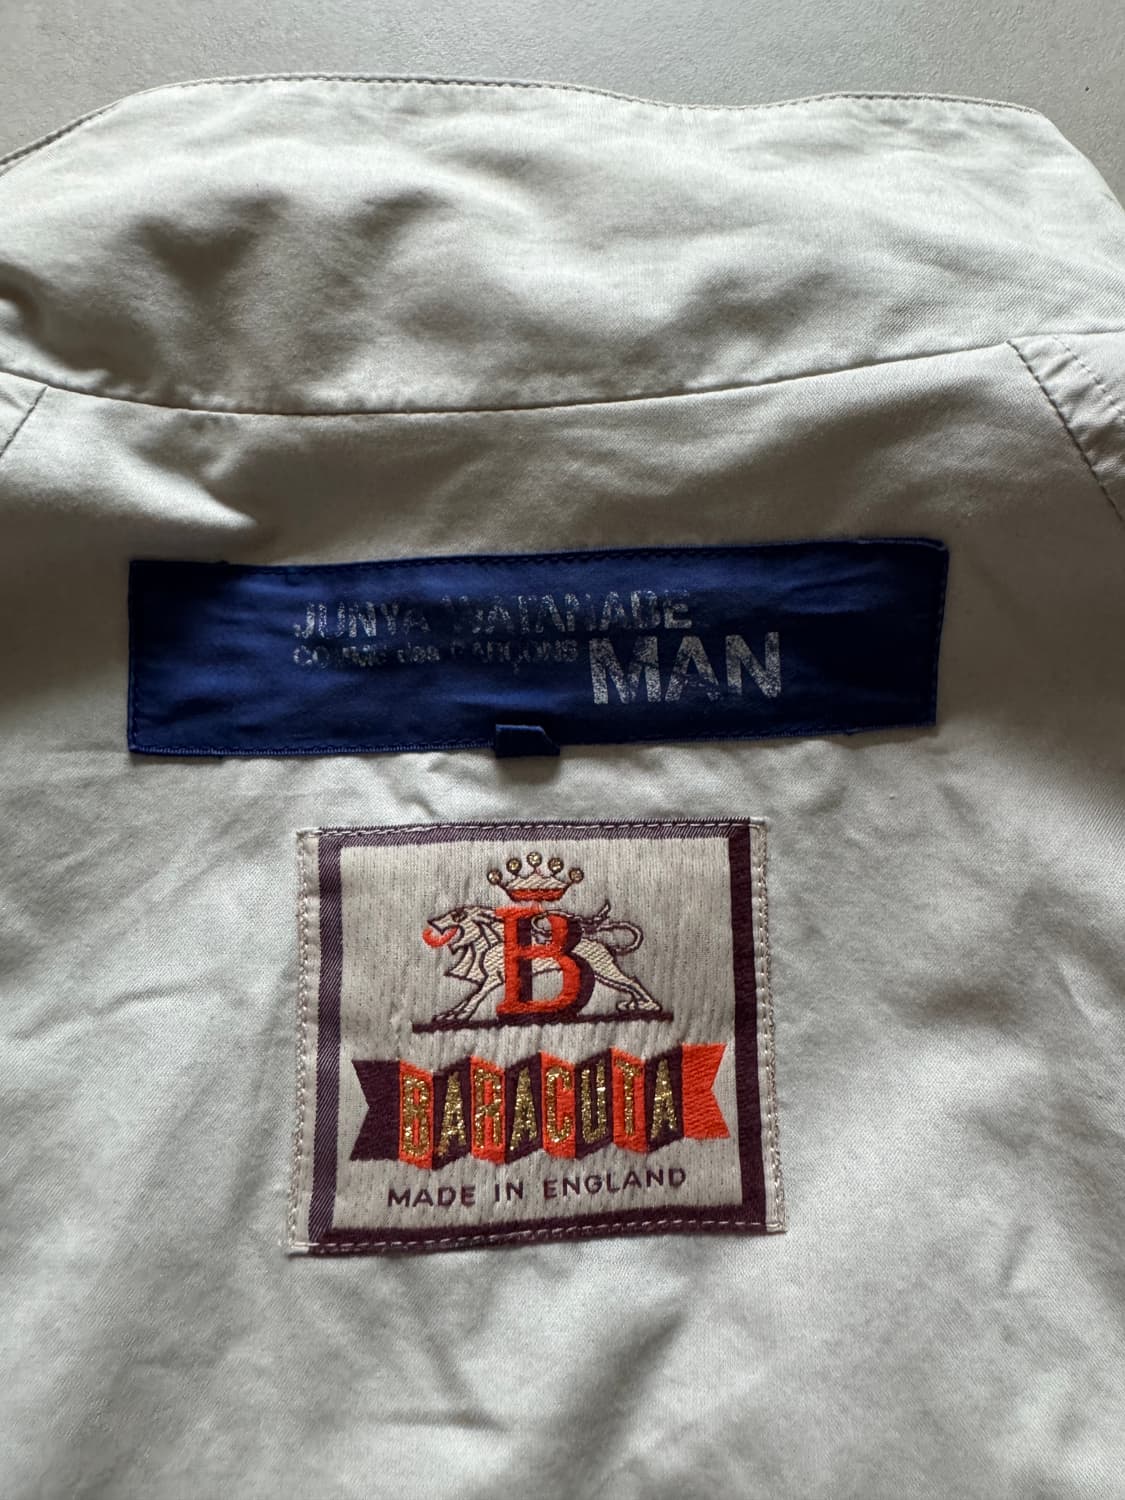 JUNYA WATANABE
COMME des GARÇONS MAN
B
BARACUTA
MADE IN ENGLAND